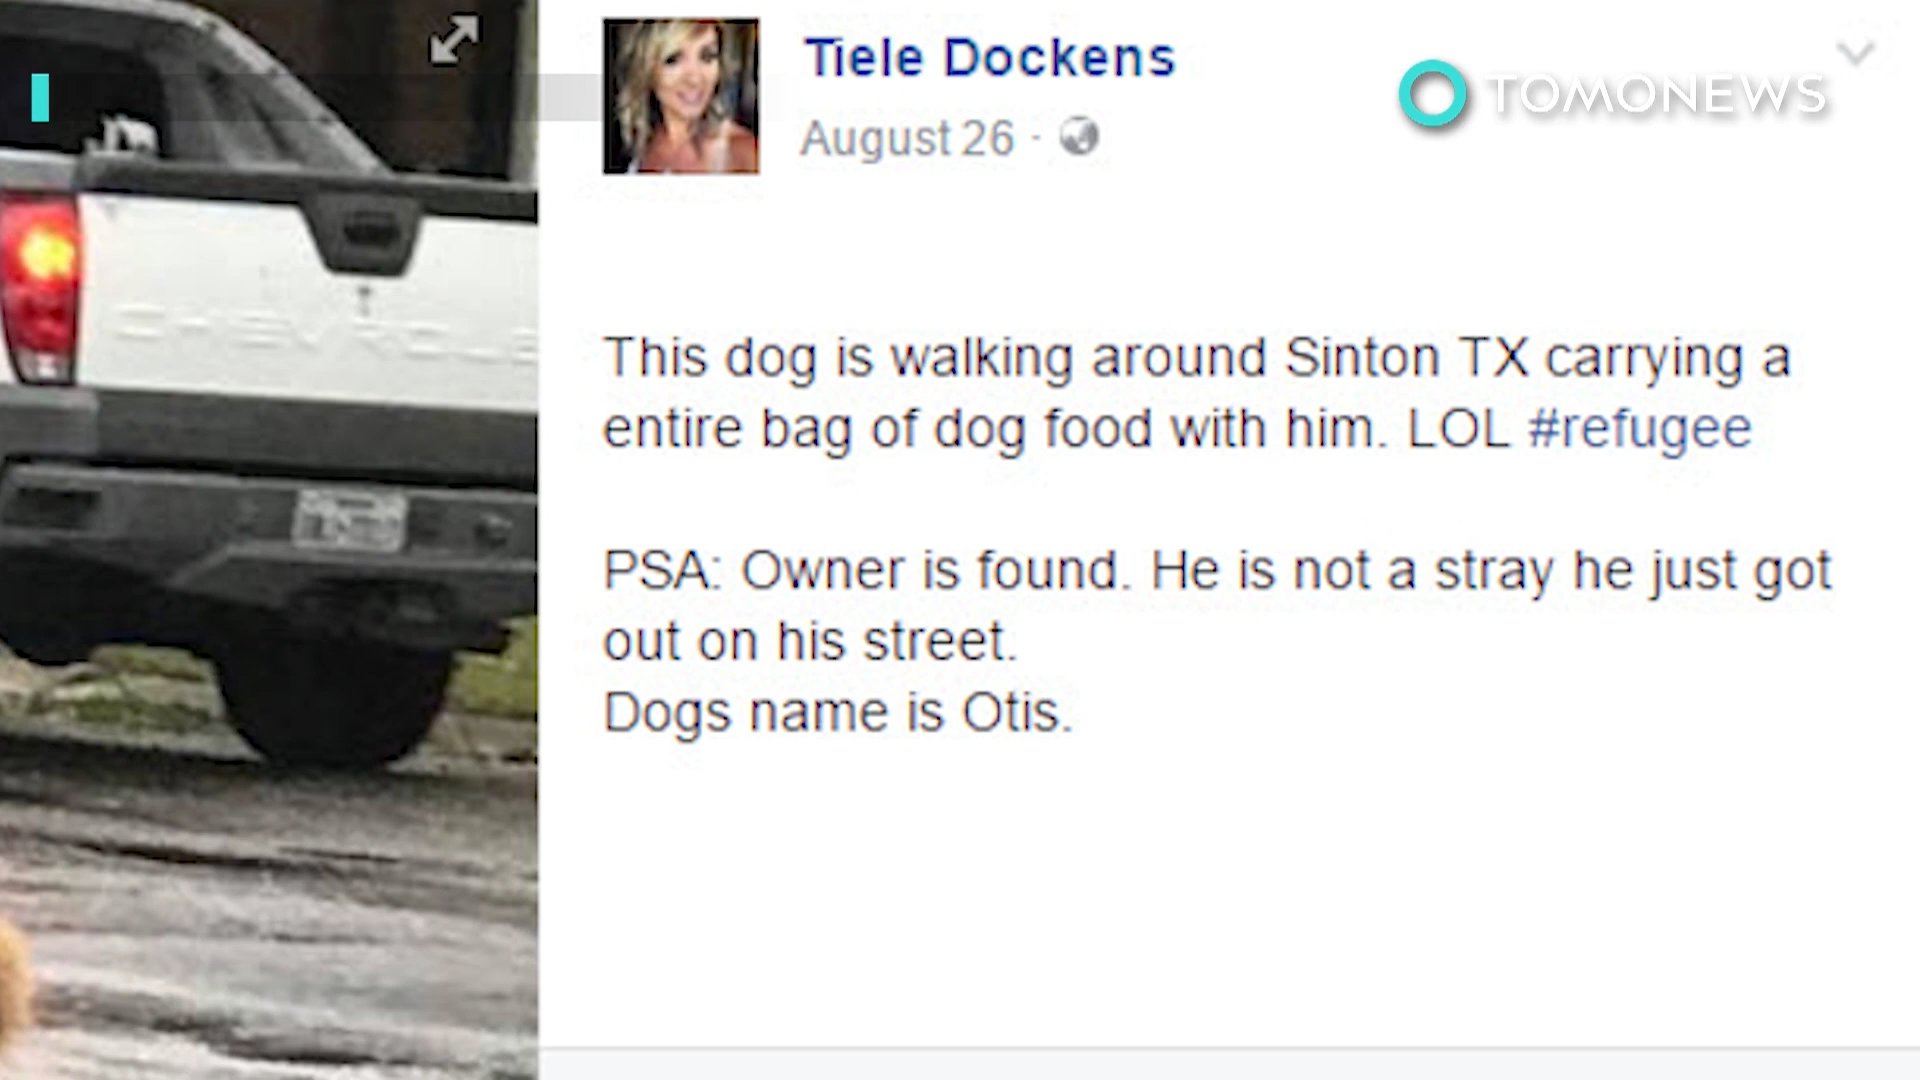 Tiele Dockens
August 26
TOMONEWS
This dog is walking around Sinton TX carrying a
entire bag of dog food with him. LOL #refugee
PSA: Owner is found. He is not a stray he just got
out on his street.
Dogs name is Otis.